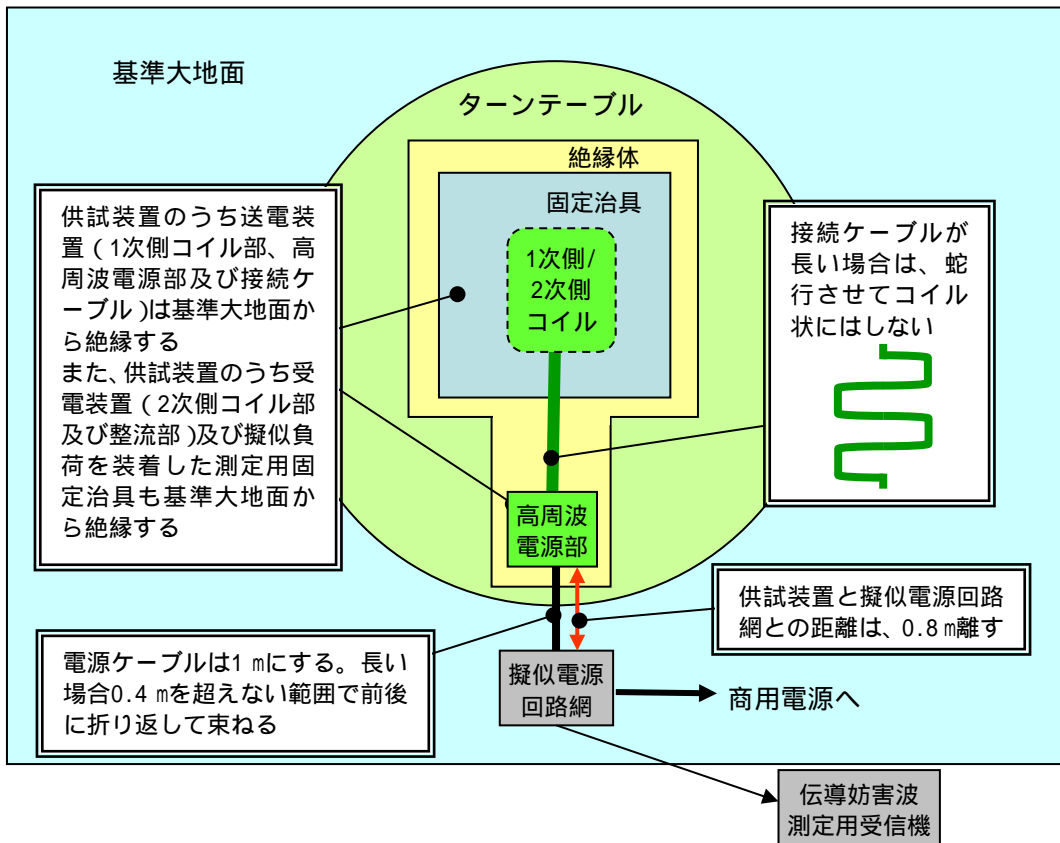 基準大地面
ターンテーブル
絶縁体
固定治具
1次側/
2次側
コイル
供試装置のうち送電装
置(1次側コイル部、高
周波電源部及び接続ケ
ーブル)は基準大地面か
ら絶縁する
また、供試装置のうち受
電装置(2次側コイル部
及び整流部)及び擬似負
荷を装着した測定用固
定治具も基準大地面か
ら絶縁する
接続ケーブルが
長い場合は、蛇
行させてコイル
状にはしない
高周波
電源部
供試装置と擬似電源回路
網との距離は、0.8 m離す
電源ケーブルは1 mにする。長い
場合0.4 mを超えない範囲で前後
に折り返して束ねる
擬似電源
回路網
商用電源へ
伝導妨害波
測定用受信機